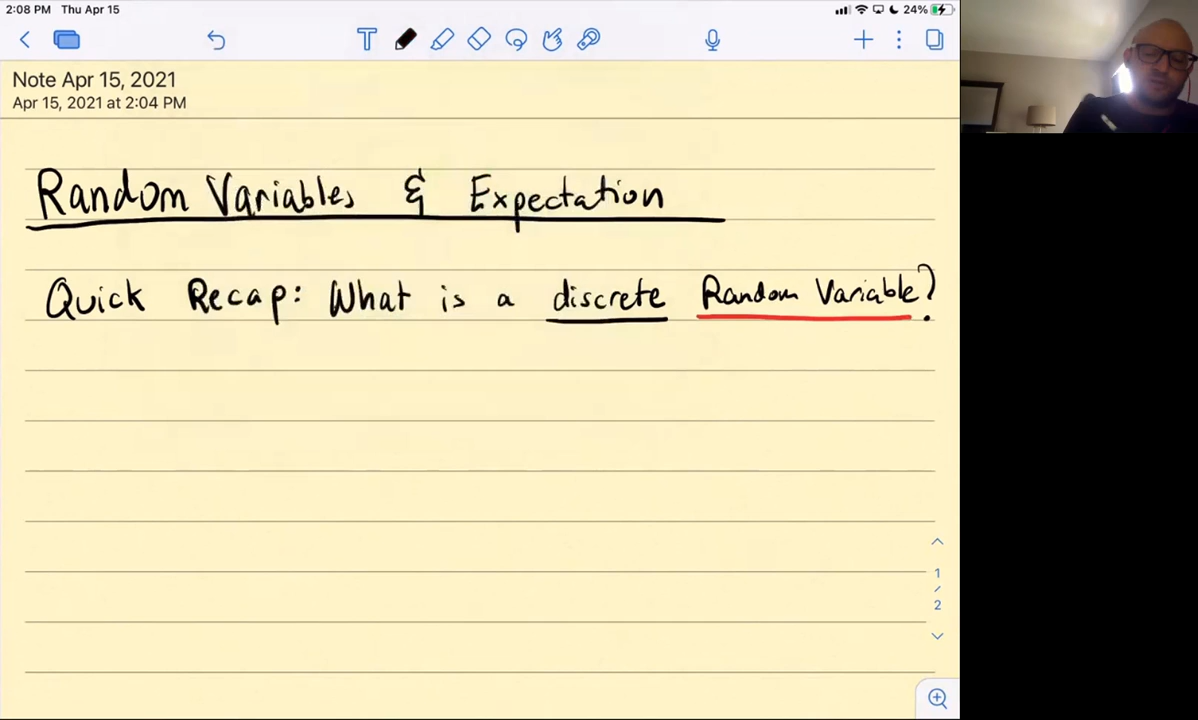 2:08 PM Thu Apr 15
24%
T
Note Apr 15, 2021
Apr 15, 2021 at 2:04 PM
Random Variables & Expectation
Quick Recap: What is a discrete Random Variable?
1
/
2